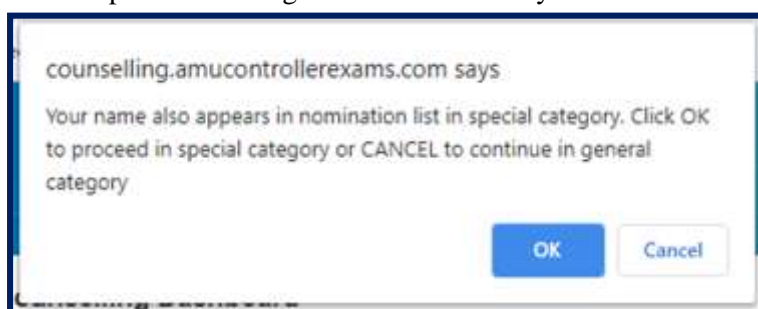 counselling.amucontrollerexams.com says
Your name also appears in nomination list in special category. Click OK
to proceed in special category or CANCEL to continue in general
category
OK Cancel